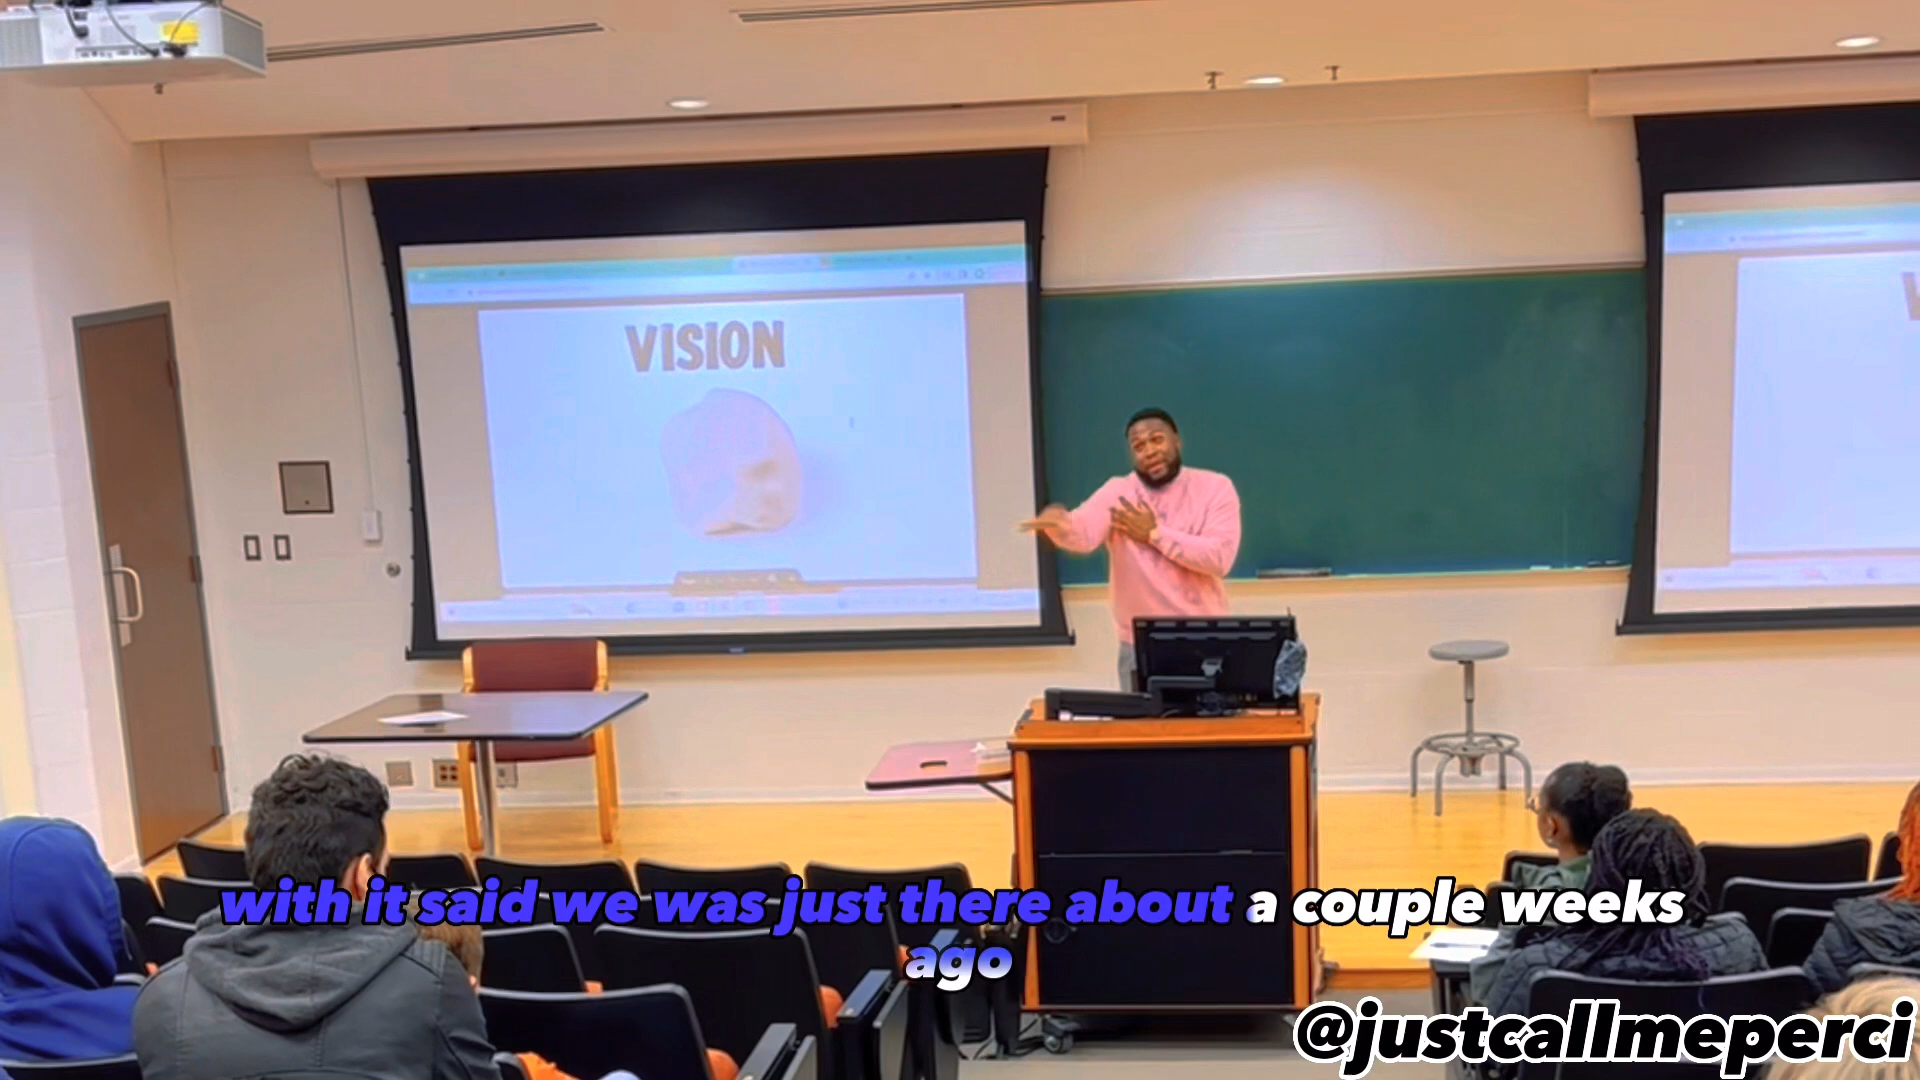 VISION
with it said we was just there about a couple weeks
ago
@justcallmeperci